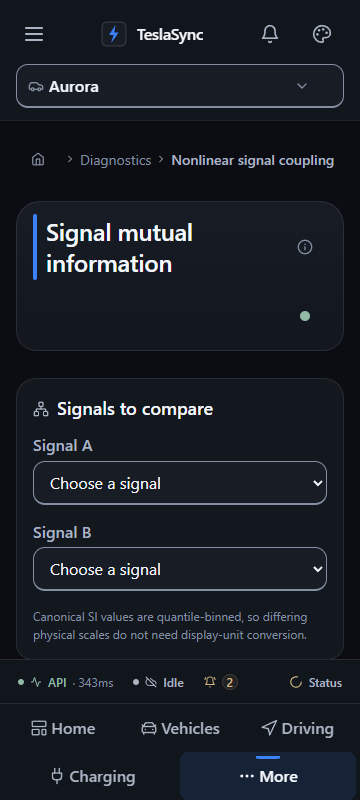 TeslaSync
Aurora
Diagnostics Nonlinear signal coupling
Signal mutual
information
Signals to compare
Signal A
Choose a signal
Signal B
Choose a signal
Canonical SI values are quantile-binned, so differing
physical scales do not need display-unit conversion.
API · 343ms Idle 2 Status
Home Vehicles Driving
Charging More